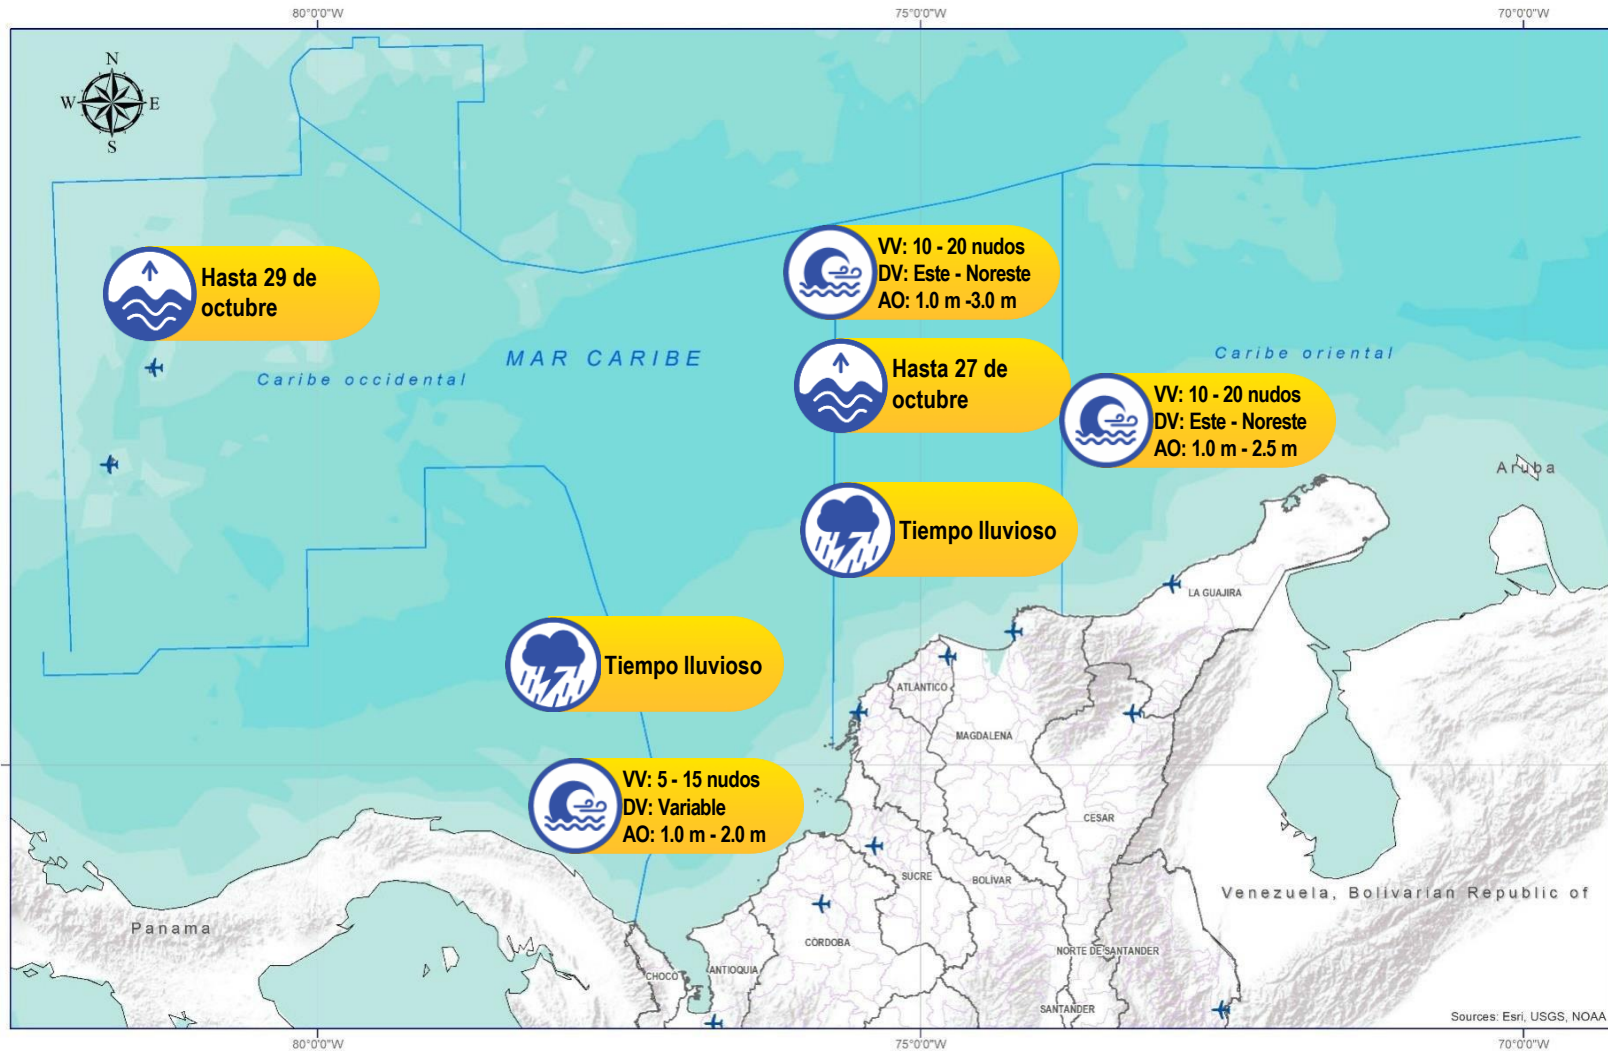 80°0'0"W
75°0'0"W
70°0'0"W
N
W
E
S
Hasta 29 de
octubre
VV: 10 - 20 nudos
DV: Este - Noreste
AO: 1.0 m -3.0 m
MAR CARIBE
Caribe occidental
Caribe oriental
Hasta 27 de
octubre
VV: 10 - 20 nudos
DV: Este - Noreste
AO: 1.0 m - 2.5 m
Aruba
Tiempo lluvioso
LA GUAJIRA
Tiempo lluvioso
ATLÁNTICO
MAGDALENA
VV: 5 - 15 nudos
DV: Variable
AO: 1.0 m - 2.0 m
CESAR
SUCRE
BOLÍVAR
Venezuela, Bolivarian Republic of
Panama
CÓRDOBA
NORTE DE SANTANDER
CHOCÓ
ANTIOQUIA
SANTANDER
Sources: Esri, USGS, NOAA
80°0'0"W
75°0'0"W
70°0'0"W